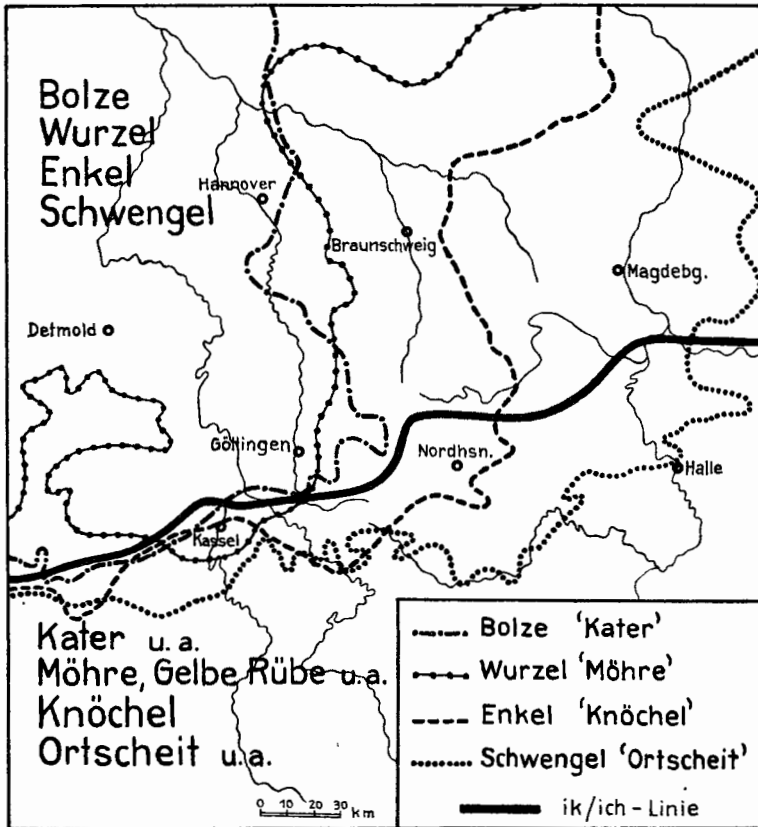 Bolze
Wurzel
Enkel
Schwengel
Hannover
Braunschweig
Magdebg.
Detmold
Göttingen
Nordhsn.
Halle
Kassel
Kater u.a.
Möhre, Gelbe Rübe u.a.
Knöchel
Ortscheit u.a.
0 10 20 30 km
Bolze 'Kater'
Wurzel 'Möhre'
Enkel 'Knöchel'
Schwengel 'Ortscheit'
ik/ich - Linie